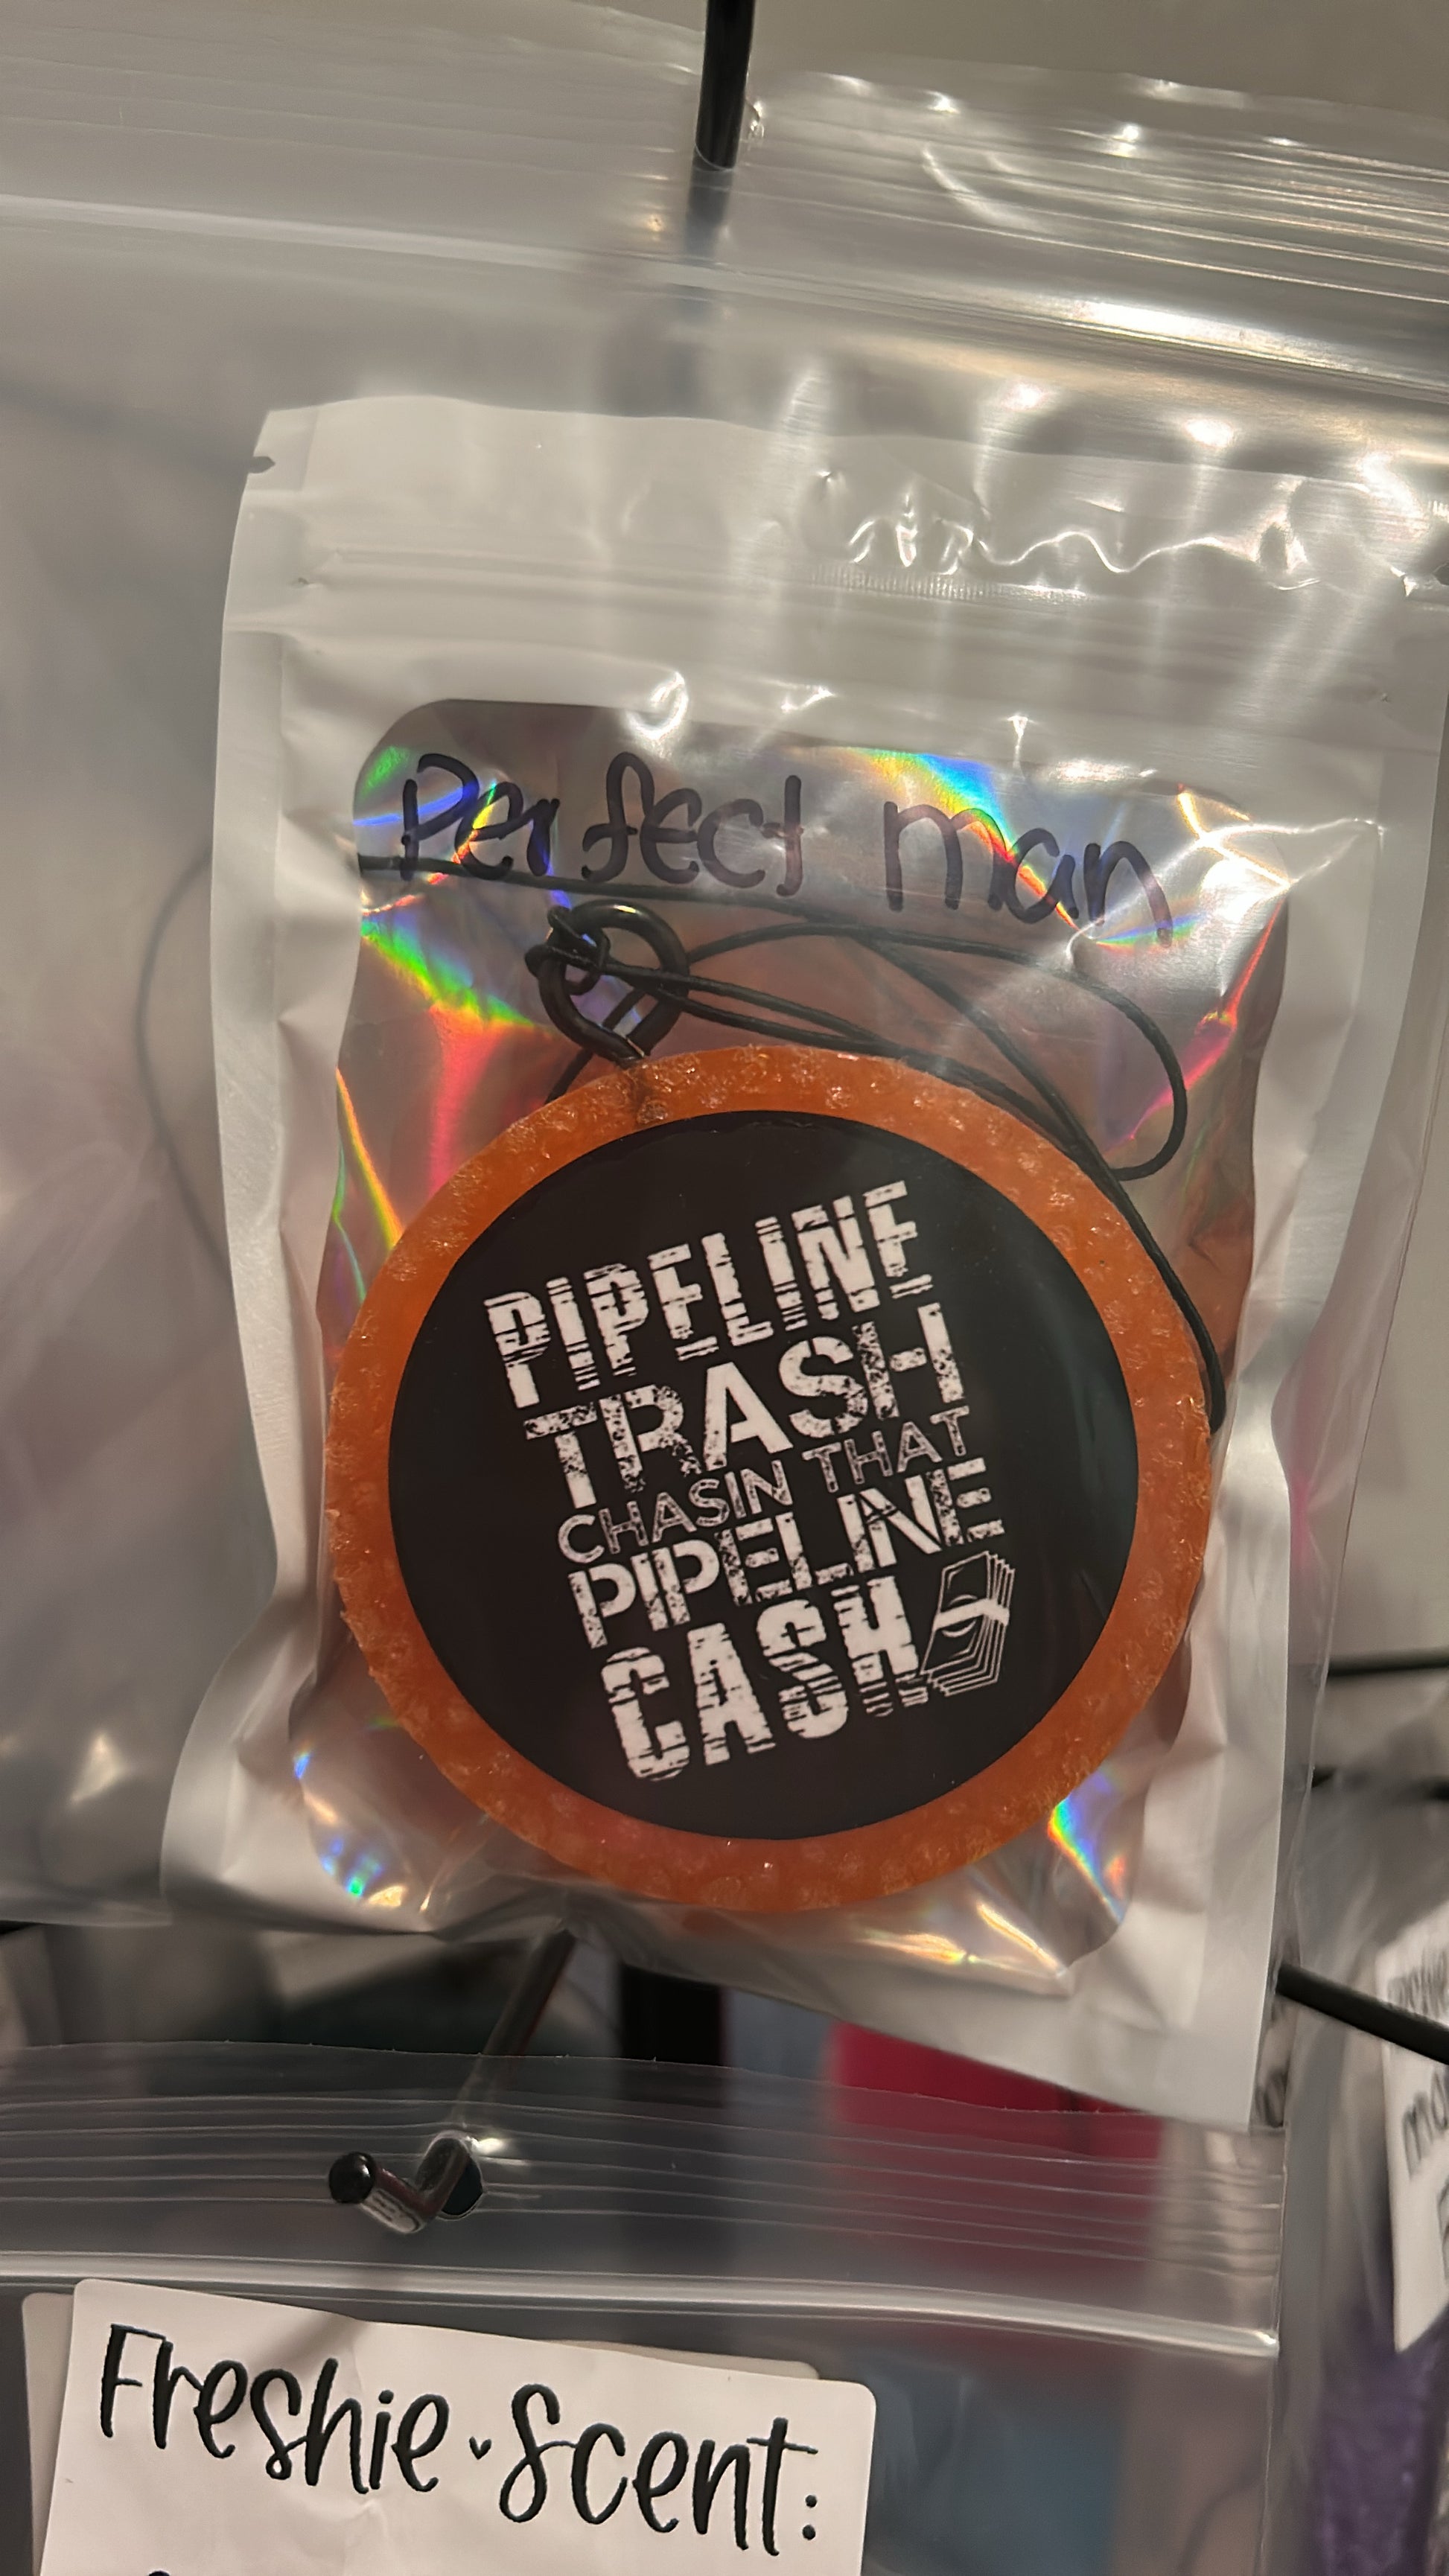 Perfect man
PIPELINE
TRASH
CHASIN THAT
PIPELINE
CASH
Freshie Scent: